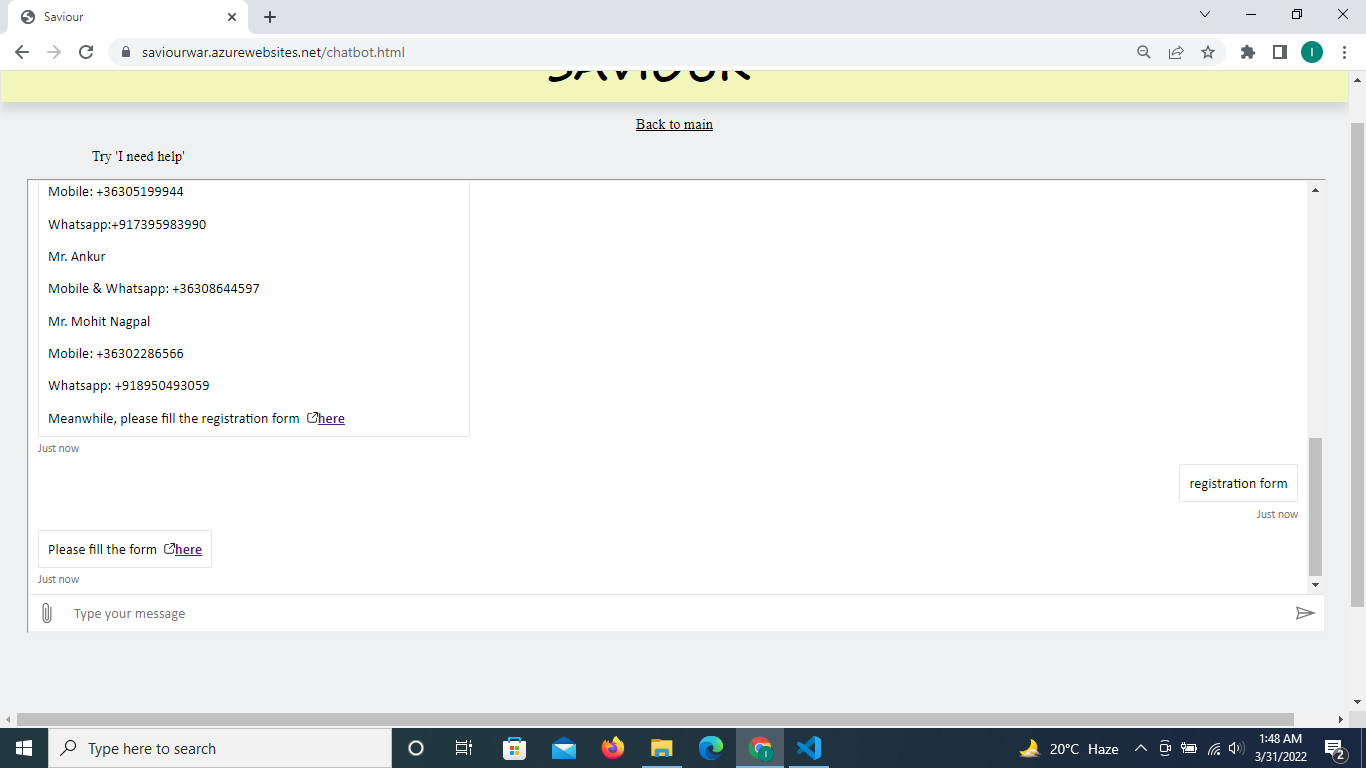 Saviour
saviourwar.azurewebsites.net/chatbot.html
I
SAVIOUR
Back to main
Try 'I need help'
Mobile: +36305199944
Whatsapp:+917395983990
Mr. Ankur
Mobile & Whatsapp: +36308644597
Mr. Mohit Nagpal
Mobile: +36302286566
Whatsapp: +918950493059
Meanwhile, please fill the registration form here
Just now
registration form
Just now
Please fill the form here
Just now
Type your message
Type here to search
20°C Haze
1:48 AM
3/31/2022
2